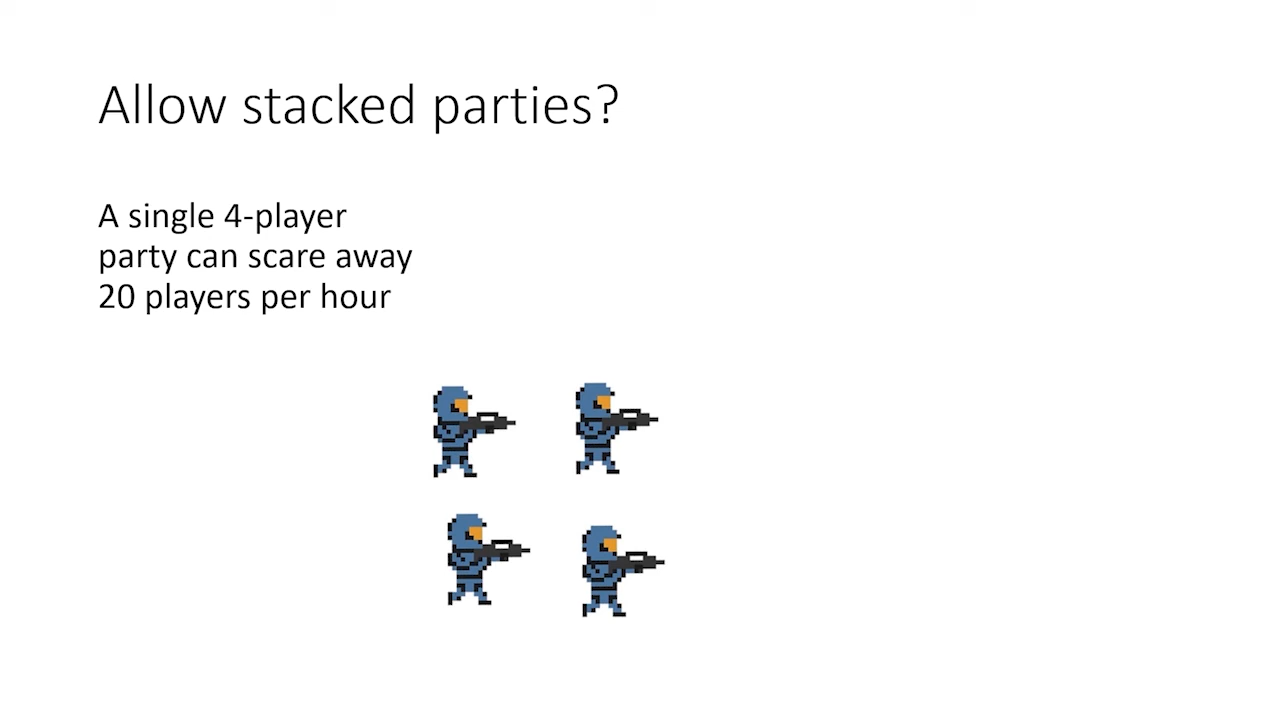 Allow stacked parties?
A single 4-player
party can scare away
20 players per hour